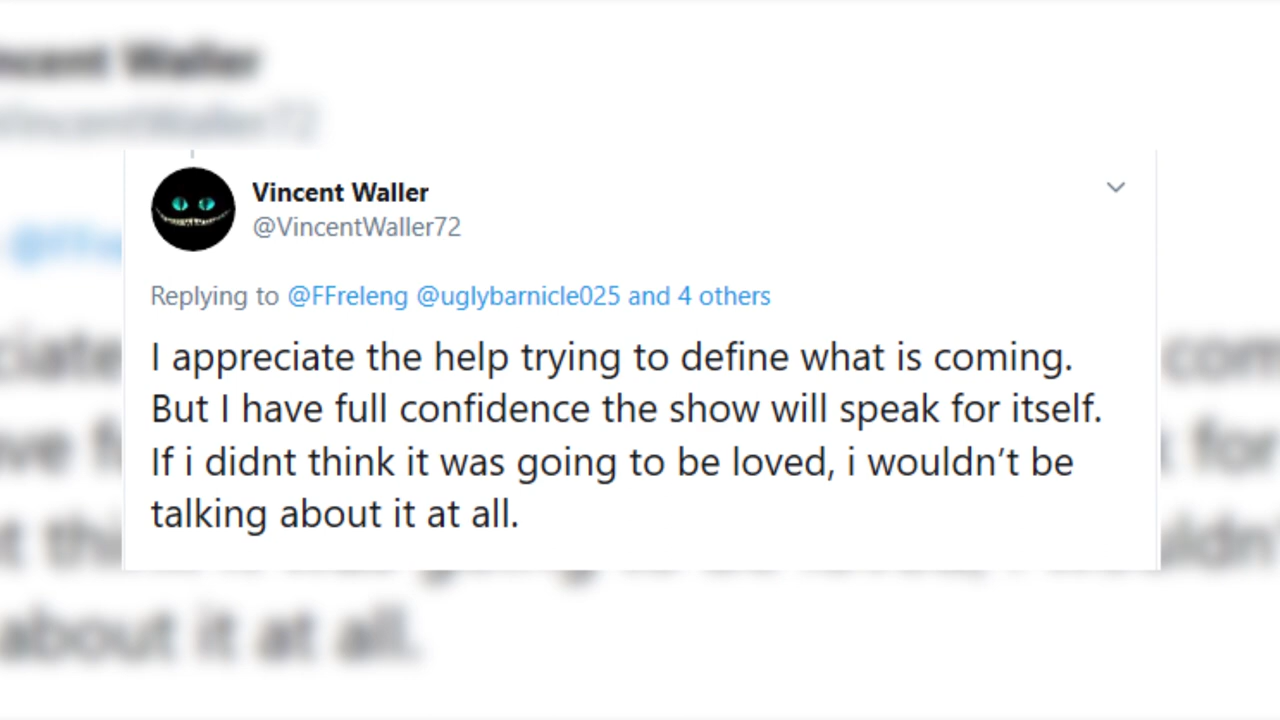 Vincent Waller
@VincentWaller72
Replying to @FFreleng @uglybarnicle025 and 4 others
I appreciate the help trying to define what is coming.
But I have full confidence the show will speak for itself.
If i didnt think it was going to be loved, i wouldn’t be
talking about it at all.